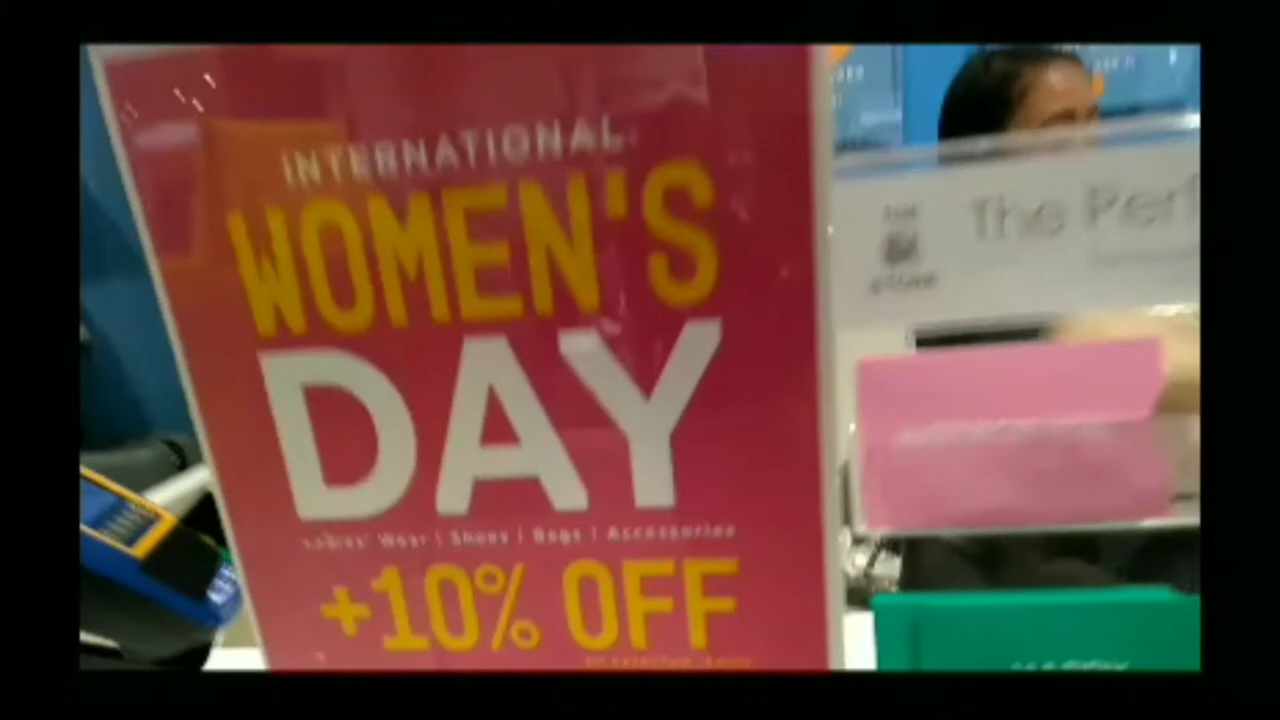 INTERNATIONAL
WOMEN'S
DAY
Ladies' Wear | Shoes | Bags | Accessories
+10% OFF
The Perf